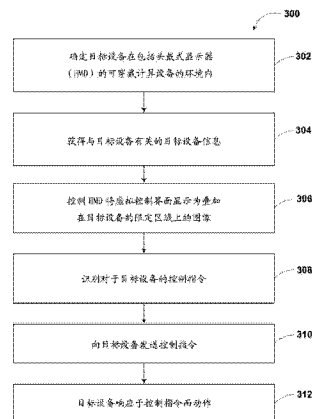 300
确定目标设备在包括头戴式显示器
(HMD)的可穿戴计算设备的环境内
302
获得与目标设备有关的目标设备信息
304
控制HMD将虚拟控制界面显示为叠加
在目标设备的限定区域上的图像
306
识别对于目标设备的控制指令
308
向目标设备发送控制指令
310
目标设备响应于控制指令而动作
312